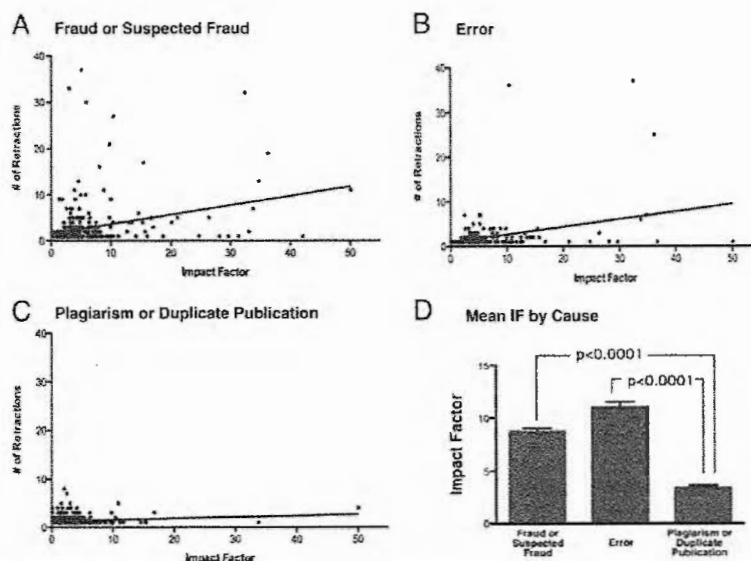 A Fraud or Suspected Fraud
# of Retractions
40
30
20
10
0
0 10 20 30 40 50
Impact Factor
B Error
# of Retractions
40
30
20
10
0
0 10 20 30 40 50
Impact Factor
C Plagiarism or Duplicate Publication
# of Retractions
40
30
20
10
0
0 10 20 30 40 50
Impact Factor
D Mean IF by Cause
Impact Factor
15
10
5
0
p<0.0001
p<0.0001
Fraud or
Suspected
Fraud
Error
Plagiarism or
Duplicate
Publication